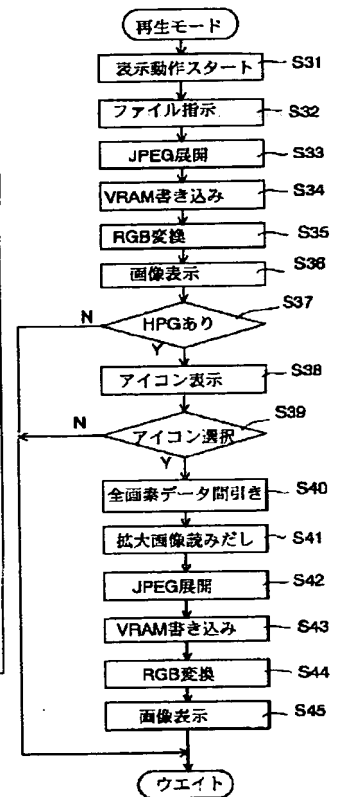 再生モード
表示動作スタート S31
ファイル指示 S32
JPEG展開 S33
VRAM書き込み S34
RGB変換 S35
画像表示 S36
HPGあり S37
N
Y
アイコン表示 S38
アイコン選択 S39
N
Y
全画素データ間引き S40
拡大画像読みだし S41
JPEG展開 S42
VRAM書き込み S43
RGB変換 S44
画像表示 S45
ウエイト